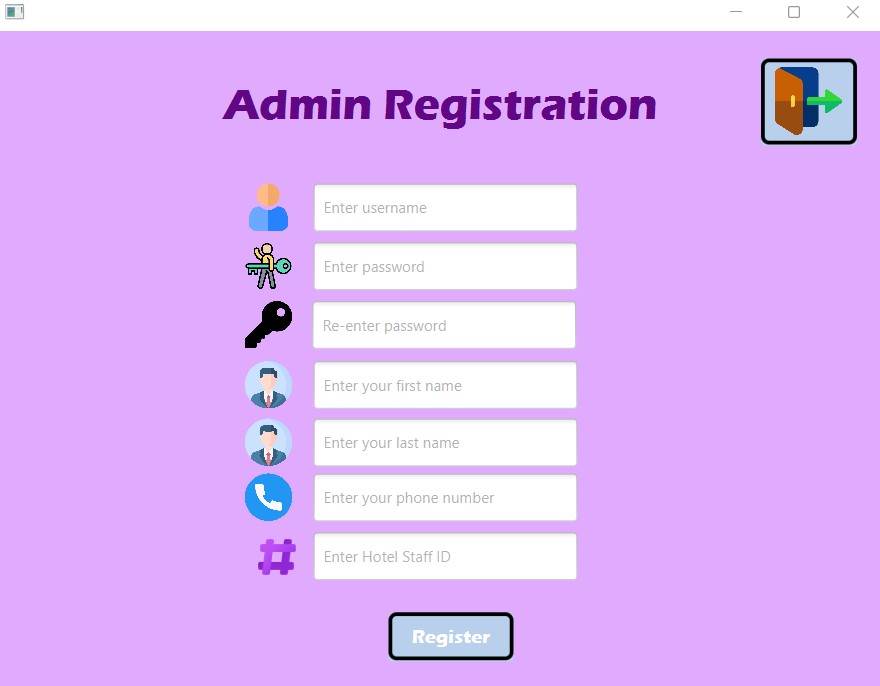 Admin Registration
Enter username
Enter password
Re-enter password
Enter your first name
Enter your last name
Enter your phone number
Enter Hotel Staff ID
Register